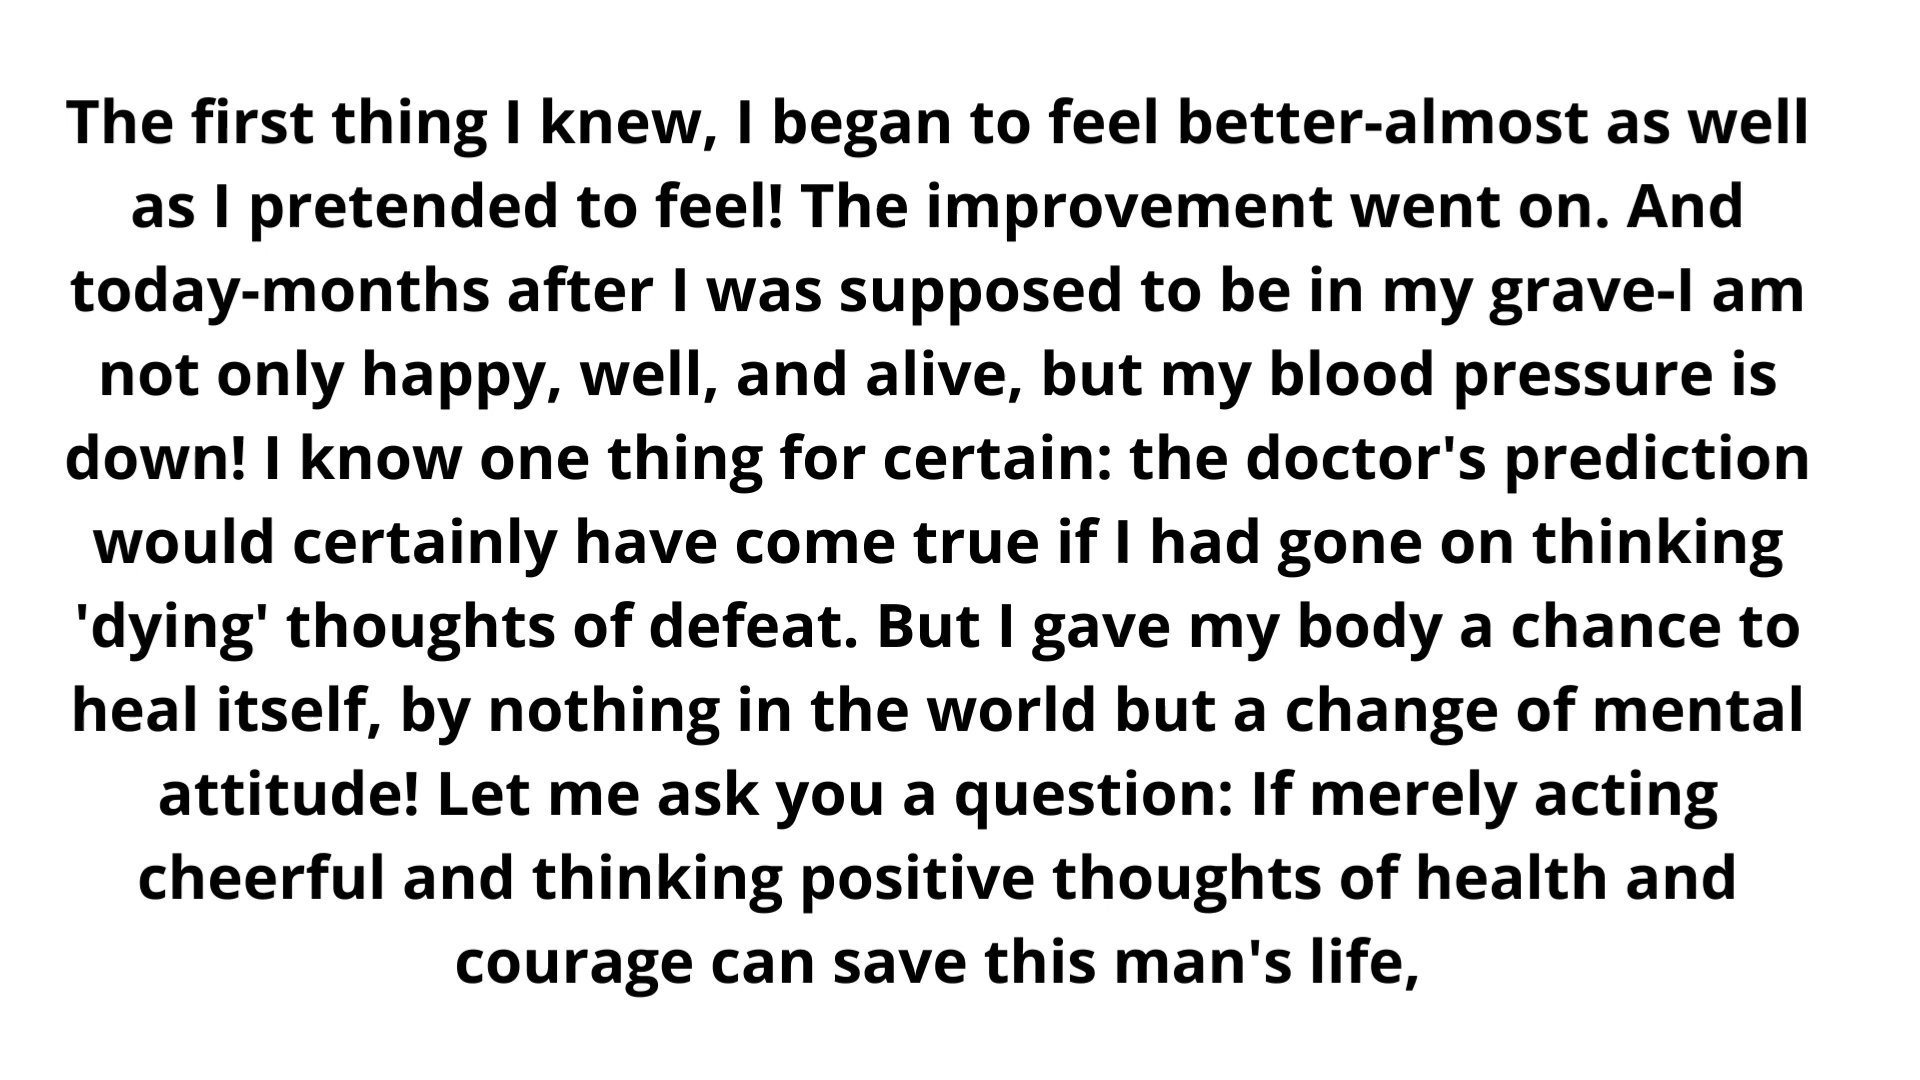 The first thing I knew, I began to feel better-almost as well
as I pretended to feel! The improvement went on. And
today-months after I was supposed to be in my grave-I am
not only happy, well, and alive, but my blood pressure is
down! I know one thing for certain: the doctor's prediction
would certainly have come true if I had gone on thinking
'dying' thoughts of defeat. But I gave my body a chance to
heal itself, by nothing in the world but a change of mental
attitude! Let me ask you a question: If merely acting
cheerful and thinking positive thoughts of health and
courage can save this man's life,